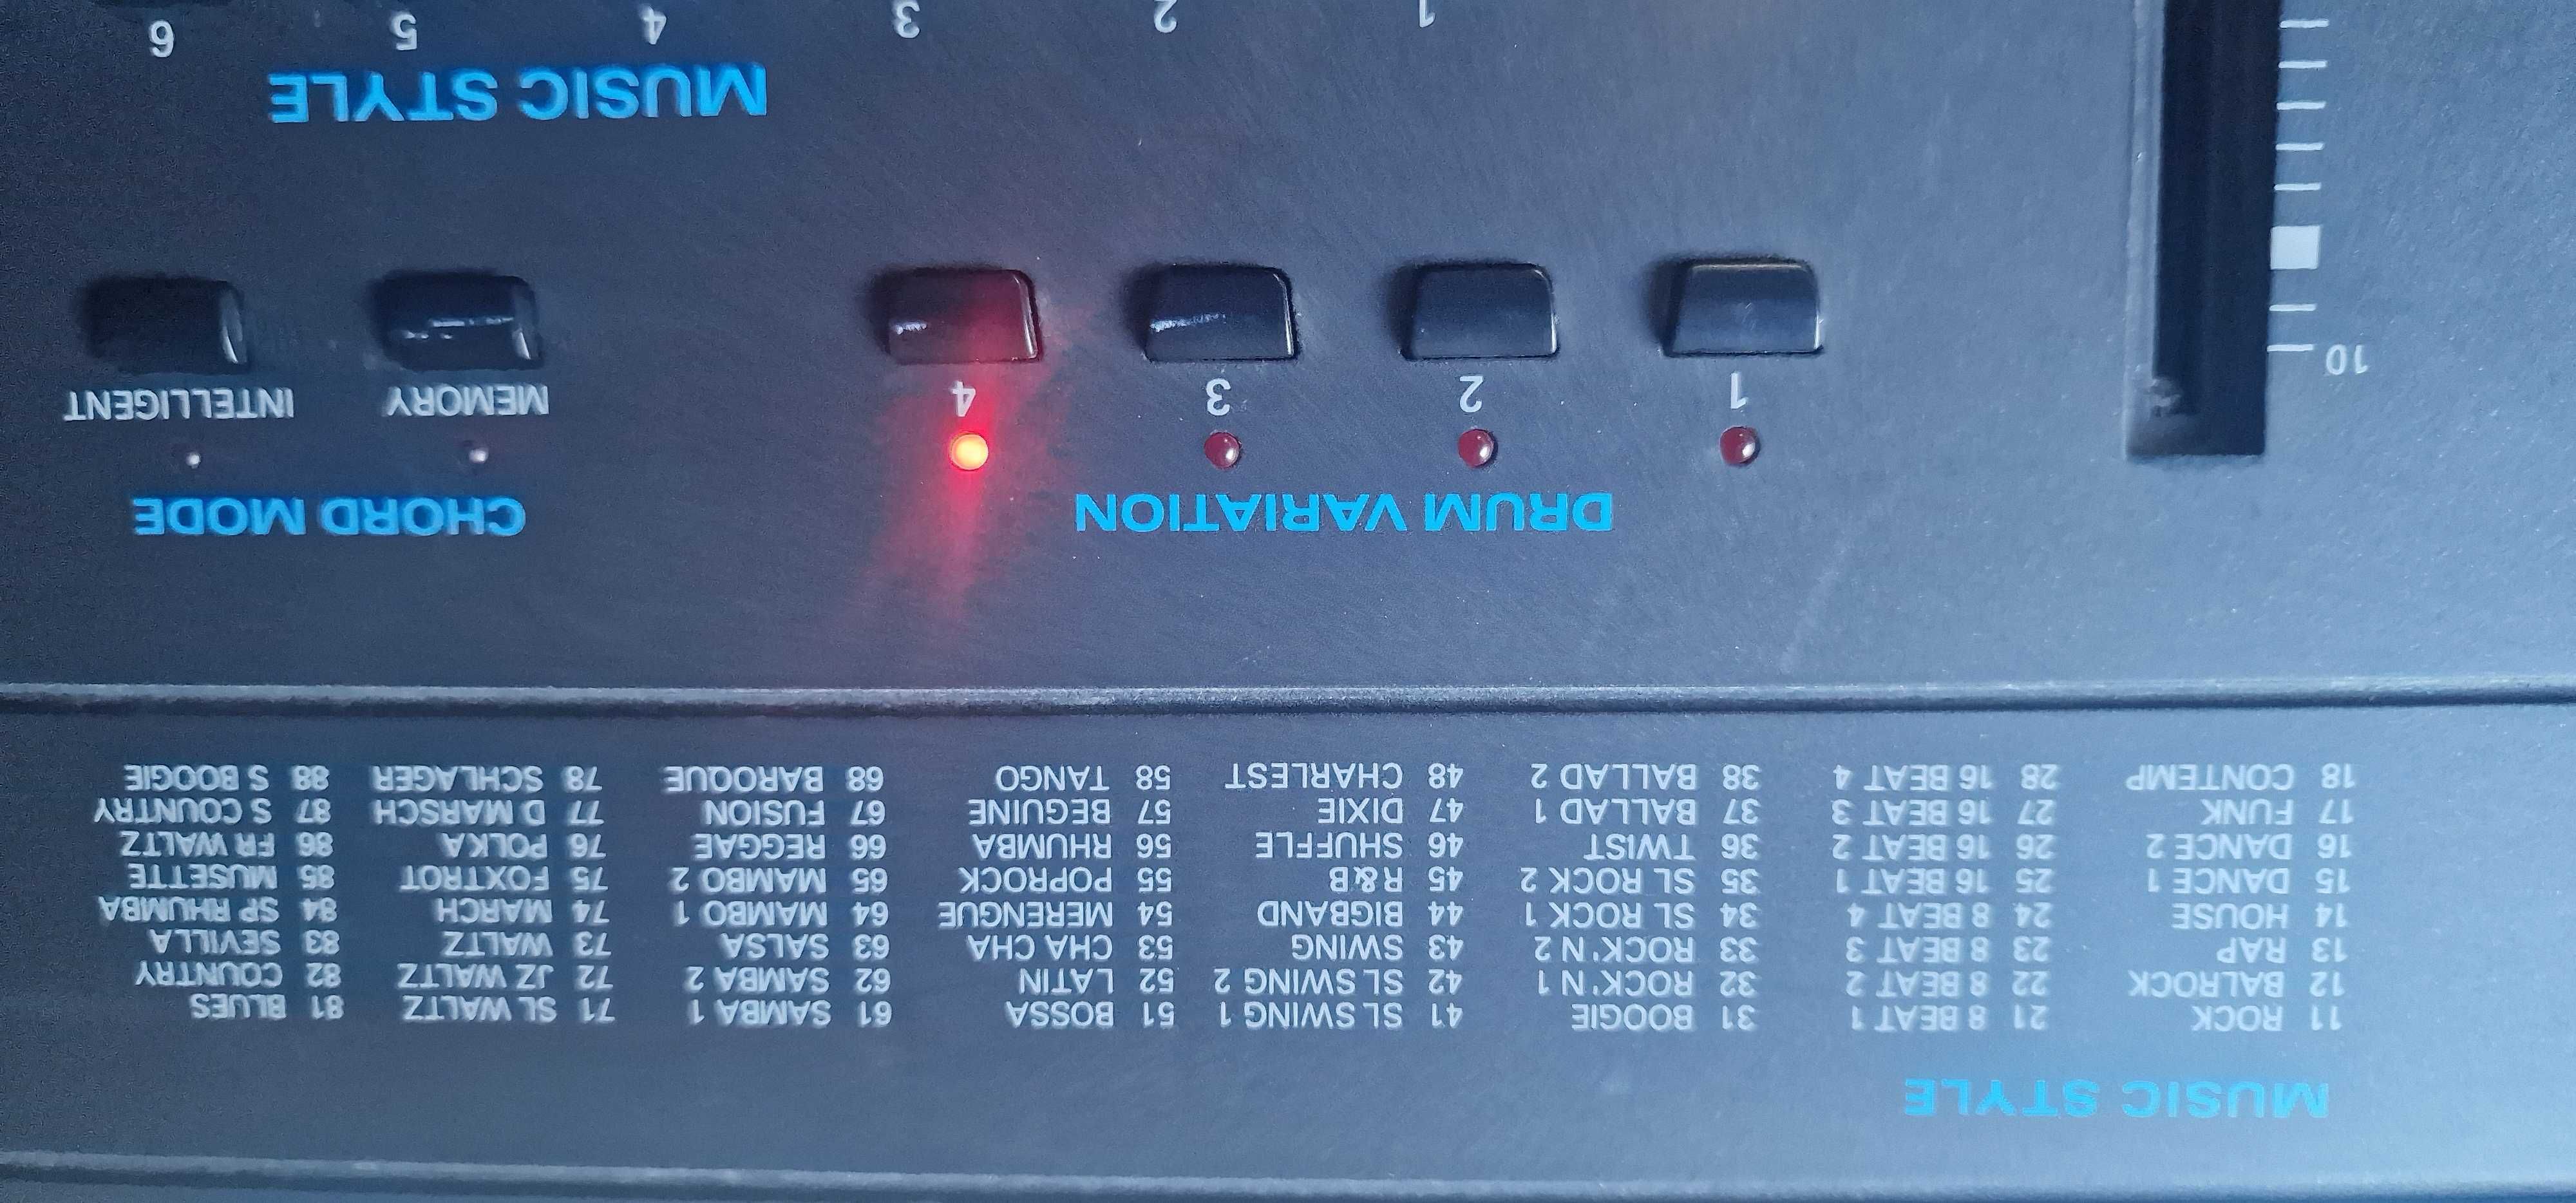 MUSIC STYLE
11 ROCK 21 8 BEAT 1 31 BOOGIE 41 SL SWING 1 51 BOSSA 61 SAMBA 1 71 SL WALTZ 81 BLUES
12 BALROCK 22 8 BEAT 2 32 ROCK'N 1 42 SL SWING 2 52 LATIN 62 SAMBA 2 72 JZ WALTZ 82 COUNTRY
13 RAP 23 8 BEAT 3 33 ROCK'N 2 43 SWING 53 CHA CHA 63 SALSA 73 WALTZ 83 SEVILLA
14 HOUSE 24 8 BEAT 4 34 SL ROCK 1 44 BIGBAND 54 MERENGUE 64 MAMBO 1 74 MARCH 84 SP RHUMBA
15 DANCE 1 25 16 BEAT 1 35 SL ROCK 2 45 R&B 55 POPROCK 65 MAMBO 2 75 FOXTROT 85 MUSETTE
16 DANCE 2 26 16 BEAT 2 36 TWIST 46 SHUFFLE 56 RHUMBA 66 REGGAE 76 POLKA 86 FR WALTZ
17 FUNK 27 16 BEAT 3 37 BALLAD 1 47 DIXIE 57 BEGUINE 67 FUSION 77 D MARSCH 87 S COUNTRY
18 CONTEMP 28 16 BEAT 4 38 BALLAD 2 48 CHARLEST 58 TANGO 68 BAROQUE 78 SCHLAGER 88 S BOOGIE
DRUM VARIATION CHORD MODE
10 1 2 3 4 MEMORY INTELLIGENT
MUSIC STYLE
1 2 3 4 5 6